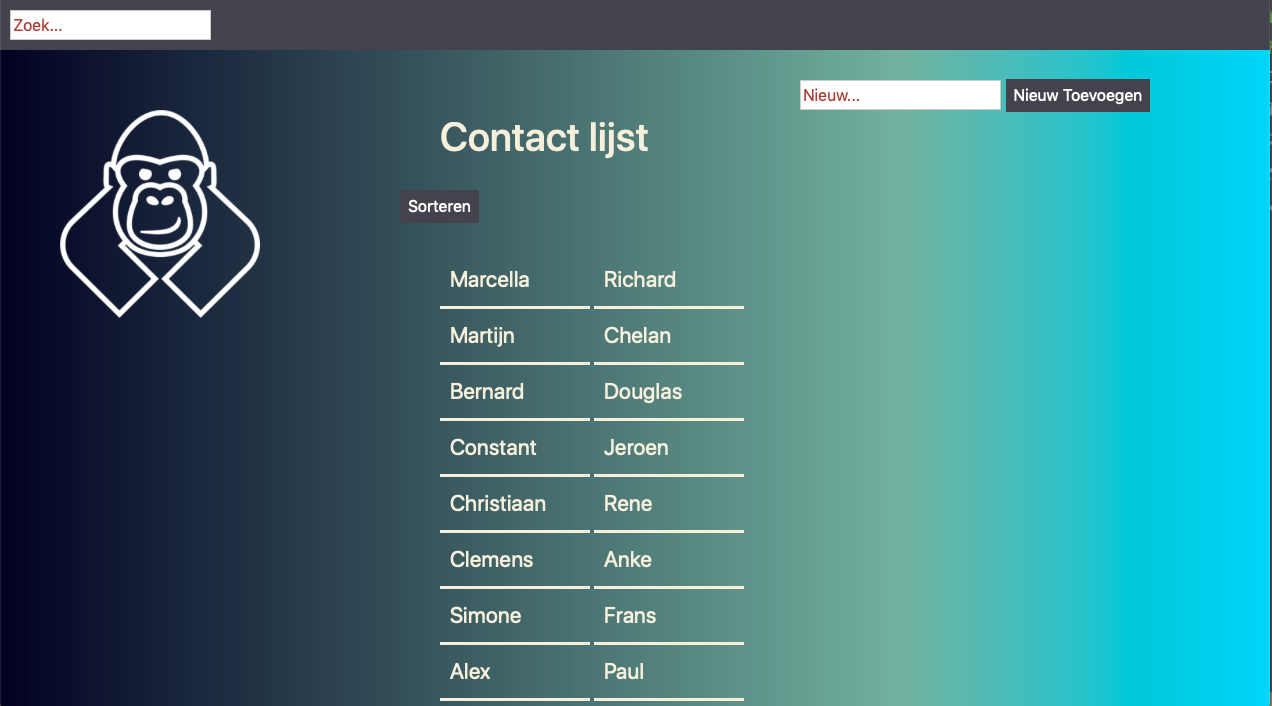 Zoek...
Nieuw... Nieuw Toevoegen
Contact lijst
Sorteren
Marcella Richard
Martijn Chelan
Bernard Douglas
Constant Jeroen
Christiaan Rene
Clemens Anke
Simone Frans
Alex Paul